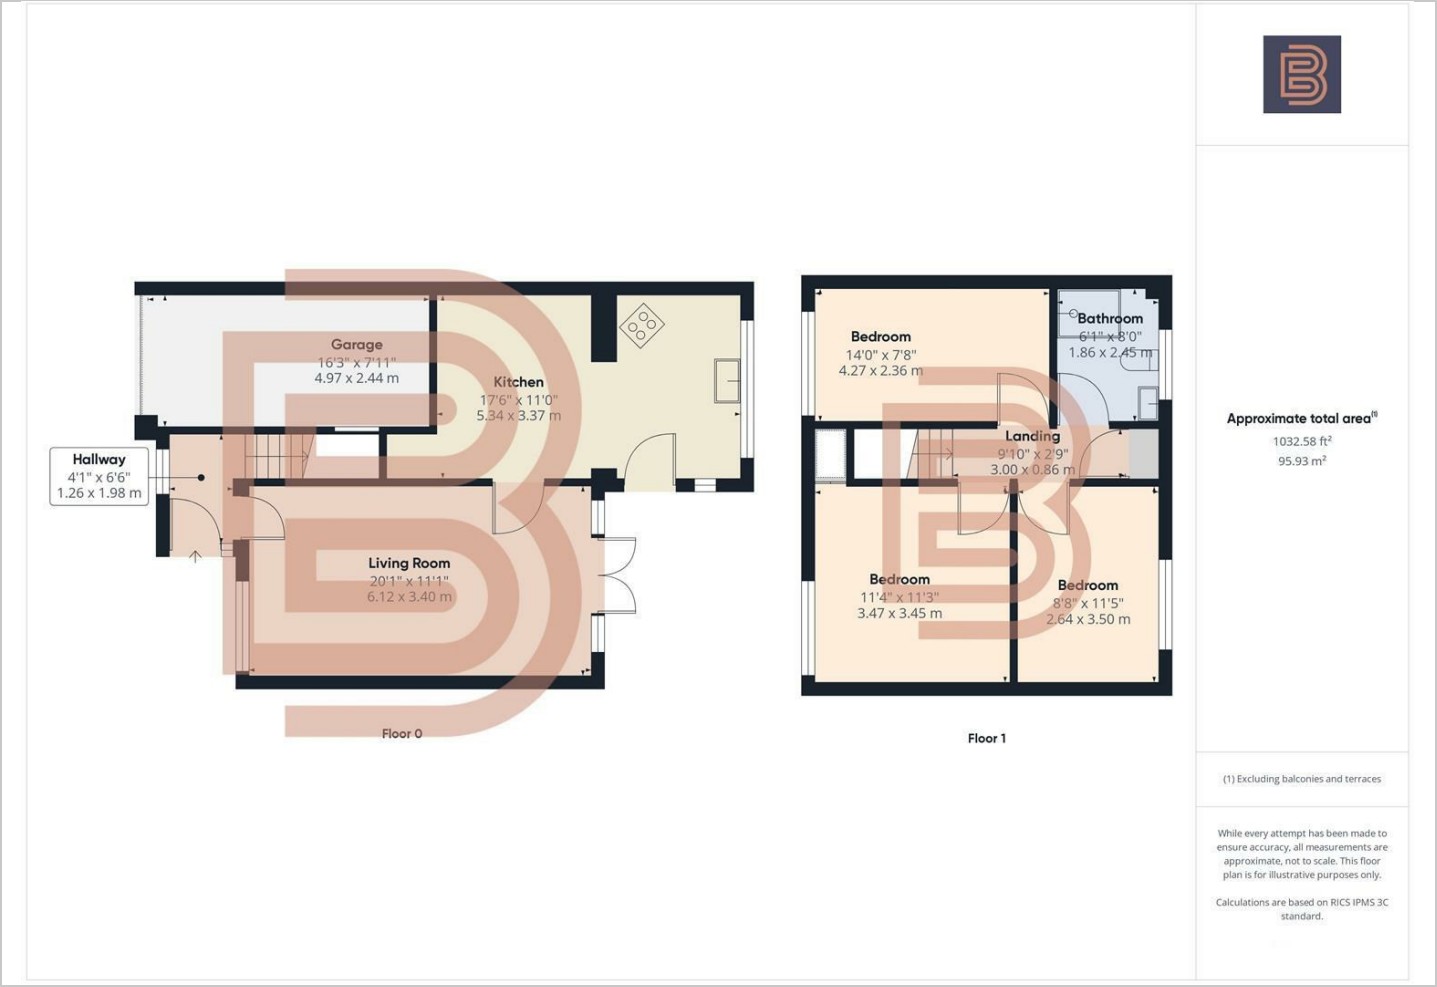 Garage
16'3" x 7'11"
4.97 x 2.44 m
Kitchen
17'6" x 11'0"
5.34 x 3.37 m
Hallway
4'1" x 6'6"
1.26 x 1.98 m
Living Room
20'1" x 11'1"
6.12 x 3.40 m
Floor 0
Bedroom
14'0" x 7'8"
4.27 x 2.36 m
Bathroom
6'1" x 8'0"
1.86 x 2.45 m
Landing
9'10" x 2'9"
3.00 x 0.86 m
Bedroom
11'4" x 11'3"
3.47 x 3.45 m
Bedroom
8'8" x 11'5"
2.64 x 3.50 m
Floor 1
Approximate total area⁽¹⁾
1032.58 ft²
95.93 m²
(1) Excluding balconies and terraces
While every attempt has been made to
ensure accuracy, all measurements are
approximate, not to scale. This floor
plan is for illustrative purposes only.
Calculations are based on RICS IPMS 3C
standard.